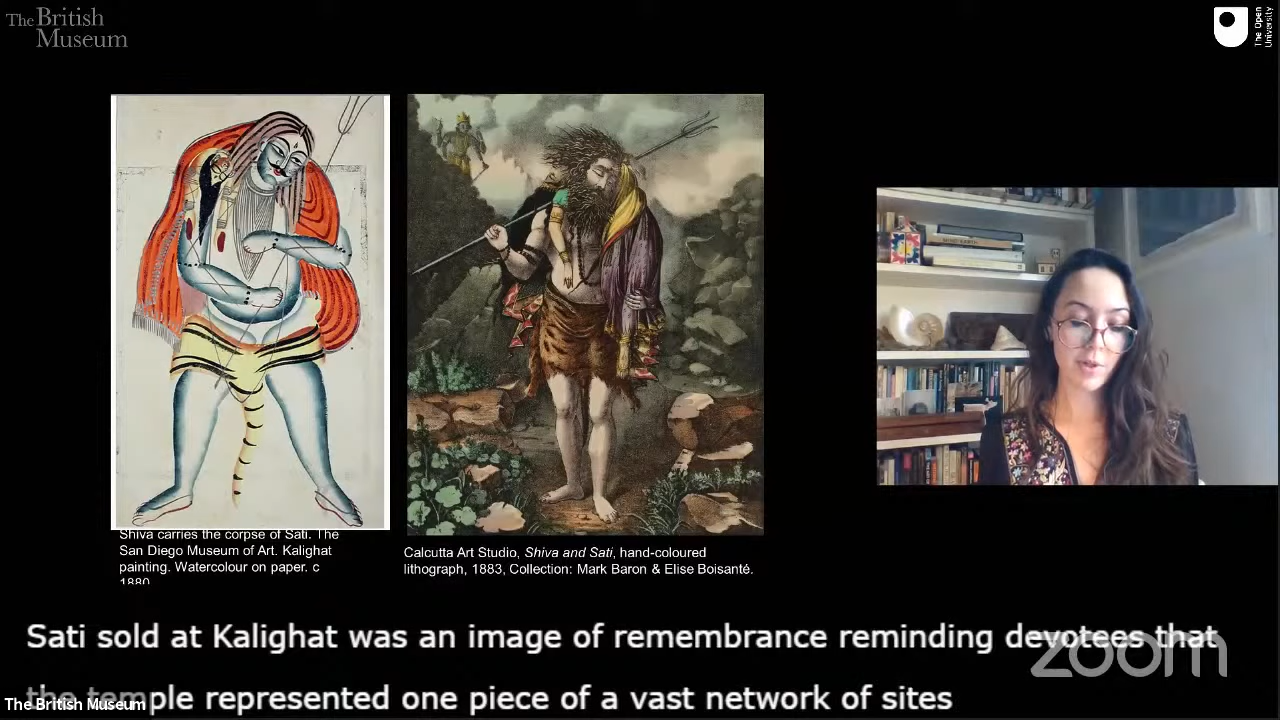 The British
Museum
The Open
University
Shiva carries the corpse of Sati. The
San Diego Museum of Art. Kalighat
painting. Watercolour on paper. c
1880
Calcutta Art Studio, Shiva and Sati, hand-coloured
lithograph, 1883, Collection: Mark Baron & Elise Boisanté.
Sati sold at Kalighat was an image of remembrance reminding devotees that
the temple represented one piece of a vast network of sites
zoom
The British Museum